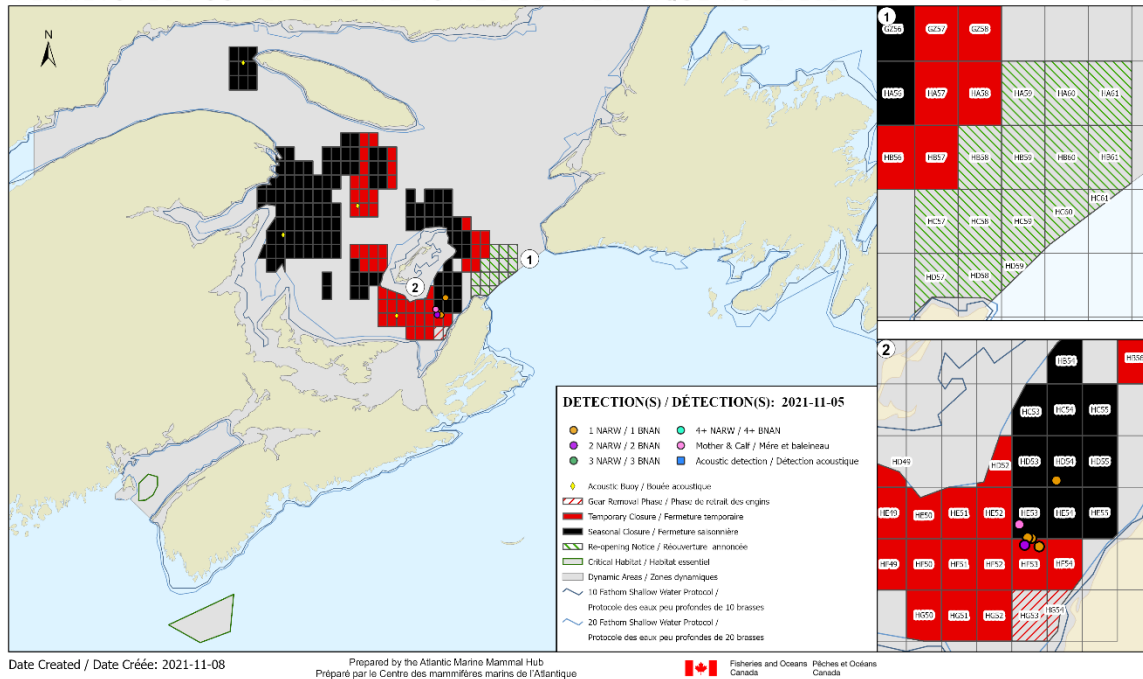 N
1
2
DETECTION(S) / DÉTECTION(S): 2021-11-05
1 NARW / 1 BNAN
4+ NARW / 4+ BNAN
2 NARW / 2 BNAN
Mother & Calf / Mére et baleineau
3 NARW / 3 BNAN
Acoustic detection / Détection acoustique
Acoustic Buoy / Bouée acoustique
Gear Removal Phase / Phase de retrait des engins
Temporary Closure / Fermeture temporaire
Seasonal Closure / Fermeture saisonnière
Re-opening Notice / Réouverture annoncée
Critical Habitat / Habitat essentiel
Dynamic Areas / Zones dynamiques
10 Fathom Shallow Water Protocol /
Protocole des eaux peu profondes de 10 brasses
20 Fathom Shallow Water Protocol /
Protocole des eaux peu profondes de 20 brasses
1
GZ56 GZ57 GZ58
HA56 HA57 HA58 HA59 HA60 HA61
HB56 HB57 HB58 HB59 HB60 HB61
HC57 HC58 HC59 HC60 HC61
HD57 HD58 HD59
2
HB54 HB56
HC53 HC54 HC55
HD49 HD52 HD53 HD54 HD55
HE49 HE50 HE51 HE52 HE53 HE54 HE55
HF49 HF50 HF51 HF52 HF53 HF54
HG50 HG51 HG52 HG53 HG54
Date Created / Date Créée: 2021-11-08
Prepared by the Atlantic Marine Mammal Hub
Préparé par le Centre des mammifères marins de l'Atlantique
Fisheries and Oceans Pêches et Océans
Canada Canada